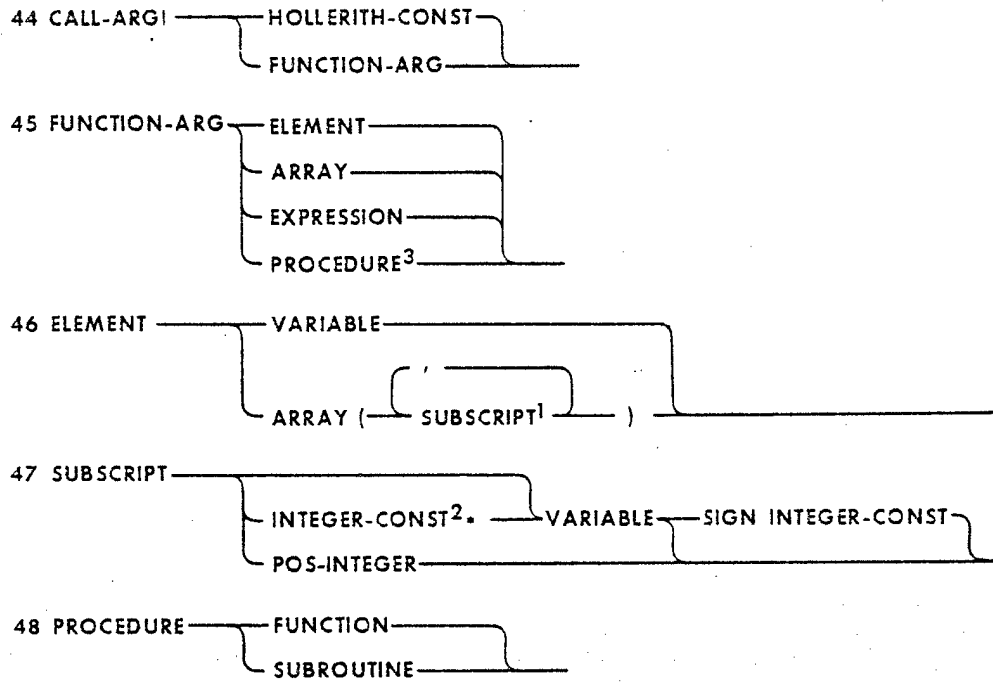 44 CALL-ARG HOLLERITH-CONST
FUNCTION-ARG
45 FUNCTION-ARG ELEMENT
ARRAY
EXPRESSION
PROCEDURE3
46 ELEMENT VARIABLE
,
ARRAY ( SUBSCRIPT1 )
47 SUBSCRIPT
INTEGER-CONST2* VARIABLE SIGN INTEGER-CONST
POS-INTEGER
48 PROCEDURE FUNCTION
SUBROUTINE